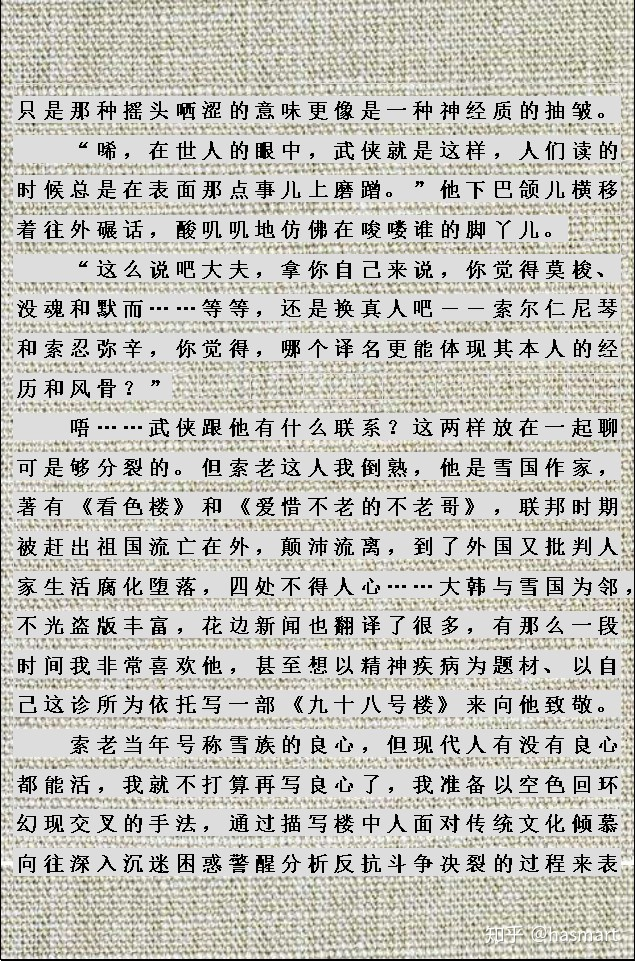 只是那种摇头哂涩的意味更像是一种神经质的抽皱。
“唏，在世人的眼中，武侠就是这样，人们读的
时候总是在表面那点事儿上磨蹭。”他下巴颌儿横移
着往外碾话，酸叽叽地仿佛在唆喽谁的脚丫儿。
“这么说吧大夫，拿你自己来说，你觉得莫梭、
没魂和默而……等等，还是换真人吧——索尔仁尼琴
和索忍弥辛，你觉得，哪个译名更能体现其本人的经
历和风骨？”
唔……武侠跟他有什么联系？这两样放在一起聊
可是够分裂的。但索老这人我倒熟，他是雪国作家，
著有《看色楼》和《爱惜不老的不老哥》，联邦时期
被赶出祖国流亡在外，颠沛流离，到了外国又批判人
家生活腐化堕落，四处不得人心……大韩与雪国为邻，
不光盗版丰富，花边新闻也翻译了很多，有那么一段
时间我非常喜欢他，甚至想以精神疾病为题材、以自
己这诊所为依托写一部《九十八号楼》来向他致敬。
索老当年号称雪族的良心，但现代人有没有良心
都能活，我就不打算再写良心了，我准备以空色回环
幻现交叉的手法，通过描写楼中人面对传统文化倾慕
向往深入沉迷困惑警醒分析反抗斗争决裂的过程来表
知乎 @hasmart